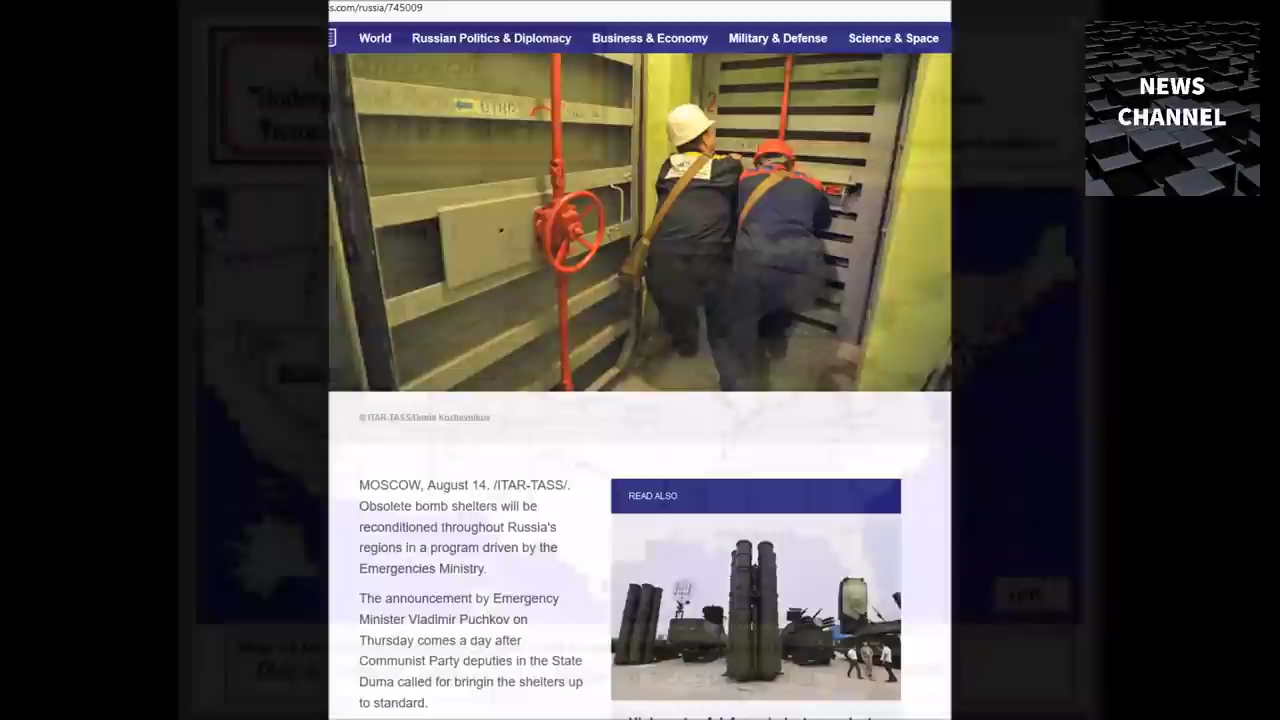 s.com/russia/745009
World Russian Politics & Diplomacy Business & Economy Military & Defense Science & Space
NEWS
CHANNEL
© ITAR-TASS/Denis Kozhevnikov
MOSCOW, August 14. /ITAR-TASS/.
Obsolete bomb shelters will be
reconditioned throughout Russia's
regions in a program driven by the
Emergencies Ministry.
The announcement by Emergency
Minister Vladimir Puchkov on
Thursday comes a day after
Communist Party deputies in the State
Duma called for bringin the shelters up
to standard.
READ ALSO